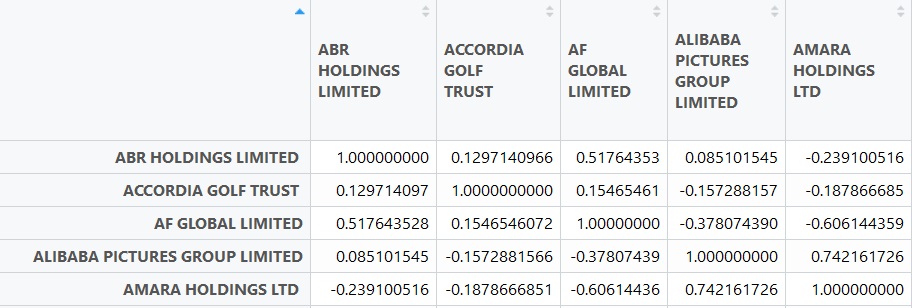 ABR HOLDINGS LIMITED ACCORDIA GOLF TRUST AF GLOBAL LIMITED ALIBABA PICTURES GROUP LIMITED AMARA HOLDINGS LTD
ABR HOLDINGS LIMITED 1.000000000 0.1297140966 0.51764353 0.085101545 -0.239100516
ACCORDIA GOLF TRUST 0.129714097 1.0000000000 0.15465461 -0.157288157 -0.187866685
AF GLOBAL LIMITED 0.517643528 0.1546546072 1.00000000 -0.378074390 -0.606144359
ALIBABA PICTURES GROUP LIMITED 0.085101545 -0.1572881566 -0.37807439 1.000000000 0.742161726
AMARA HOLDINGS LTD -0.239100516 -0.1878666851 -0.60614436 0.742161726 1.000000000